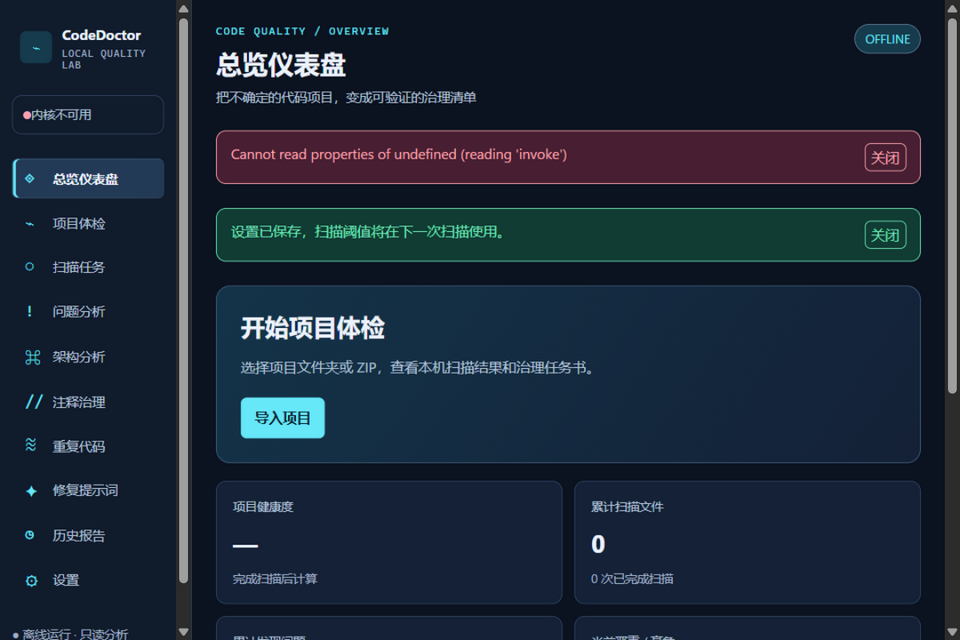 CodeDoctor
LOCAL QUALITY
LAB
内核不可用
总览仪表盘
项目体检
扫描任务
问题分析
架构分析
注释治理
重复代码
修复提示词
历史报告
设置
离线运行 · 只读分析
CODE QUALITY / OVERVIEW
总览仪表盘
把不确定的代码项目，变成可验证的治理清单
OFFLINE
Cannot read properties of undefined (reading 'invoke')
关闭
设置已保存，扫描阈值将在下一次扫描使用。
关闭
开始项目体检
选择项目文件夹或 ZIP，查看本机扫描结果和治理任务书。
导入项目
项目健康度
—
完成扫描后计算
累计扫描文件
0
0 次已完成扫描